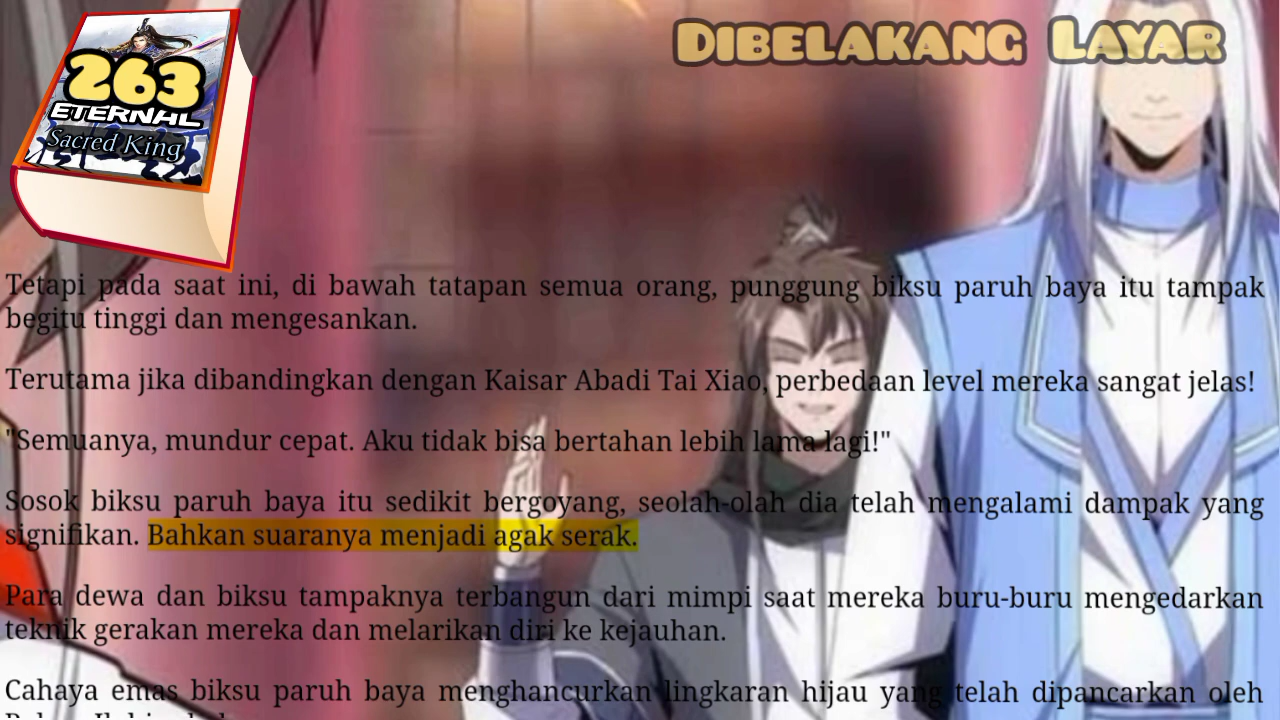 DIBELAKANG LAYAR
263
ETERNAL
Sacred King
Tetapi pada saat ini, di bawah tatapan semua orang, punggung biksu paruh baya itu tampak
begitu tinggi dan mengesankan.
Terutama jika dibandingkan dengan Kaisar Abadi Tai Xiao, perbedaan level mereka sangat jelas!
"Semuanya, mundur cepat. Aku tidak bisa bertahan lebih lama lagi!"
Sosok biksu paruh baya itu sedikit bergoyang, seolah-olah dia telah mengalami dampak yang
signifikan. Bahkan suaranya menjadi agak serak.
Para dewa dan biksu tampaknya terbangun dari mimpi saat mereka buru-buru mengedarkan
teknik gerakan mereka dan melarikan diri ke kejauhan.
Cahaya emas biksu paruh baya menghancurkan lingkaran hijau yang telah dipancarkan oleh